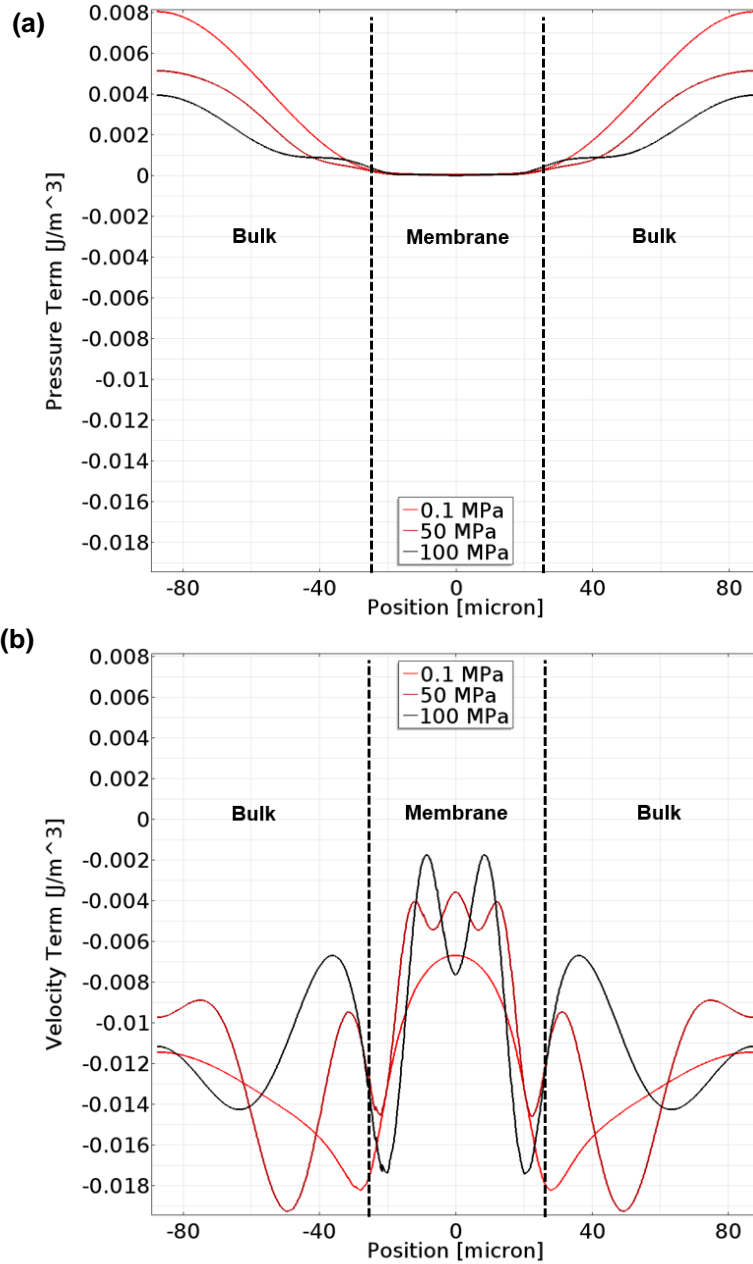 (a)
0.008
0.006
0.004
0.002
0
-0.002
-0.004
-0.006
-0.008
-0.01
-0.012
-0.014
-0.016
-0.018
Pressure Term [J/m^3]
Bulk Membrane Bulk
0.1 MPa
50 MPa
100 MPa
-80 -40 0 40 80
Position [micron]
(b)
0.008
0.006
0.004
0.002
0
-0.002
-0.004
-0.006
-0.008
-0.01
-0.012
-0.014
-0.016
-0.018
Velocity Term [J/m^3]
0.1 MPa
50 MPa
100 MPa
Bulk Membrane Bulk
-80 -40 0 40 80
Position [micron]